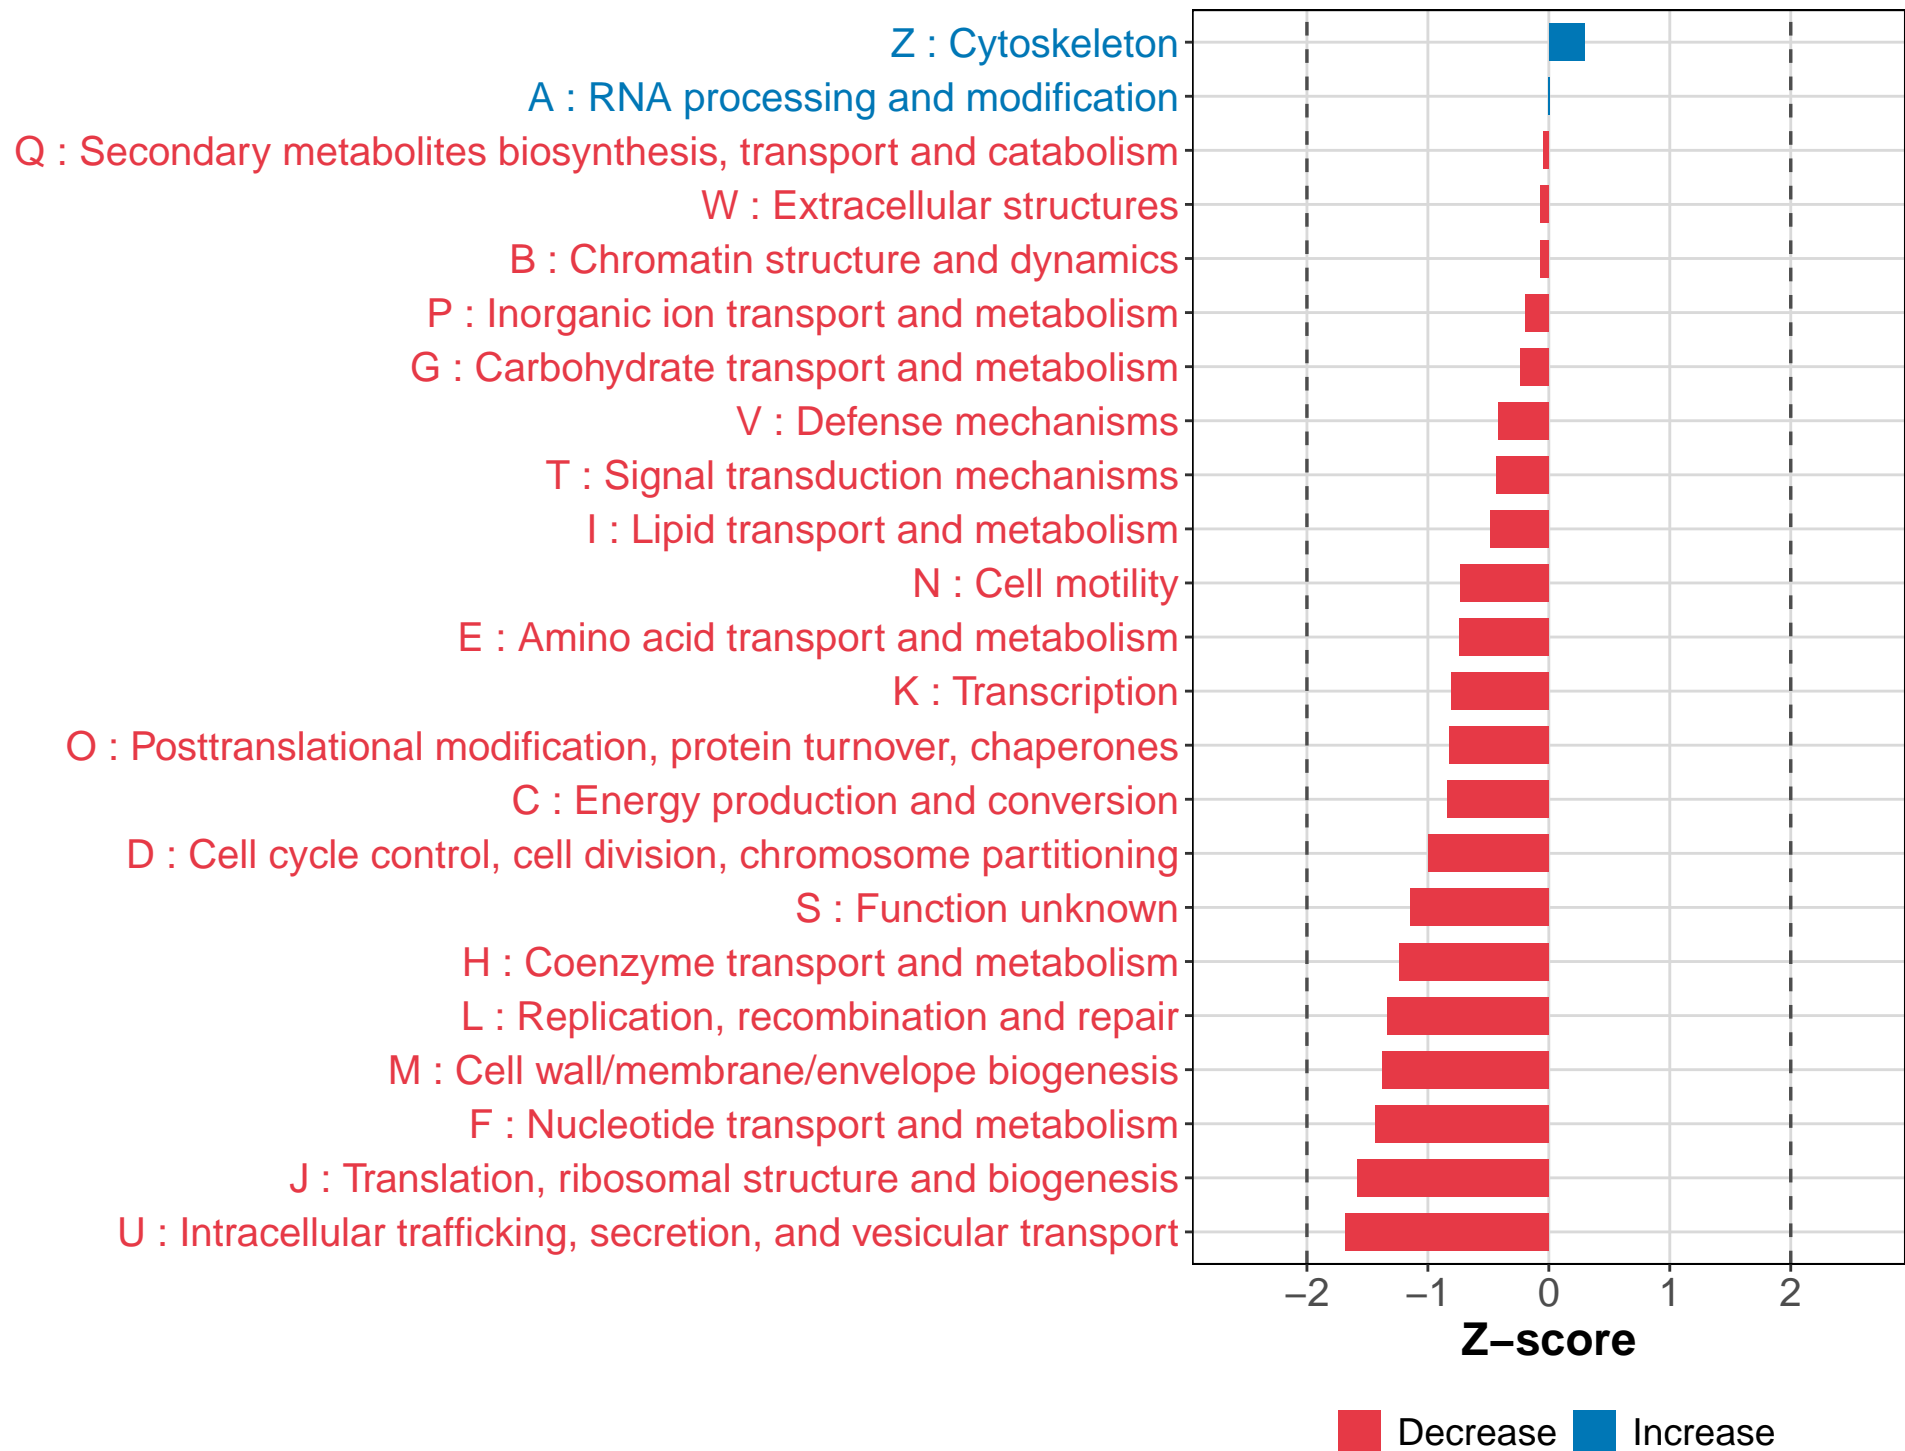 Z : Cytoskeleton
A : RNA processing and modification
Q : Secondary metabolites biosynthesis, transport and catabolism
W : Extracellular structures
B : Chromatin structure and dynamics
P : Inorganic ion transport and metabolism
G : Carbohydrate transport and metabolism
V : Defense mechanisms
T : Signal transduction mechanisms
I : Lipid transport and metabolism
N : Cell motility
E : Amino acid transport and metabolism
K : Transcription
O : Posttranslational modification, protein turnover, chaperones
C : Energy production and conversion
D : Cell cycle control, cell division, chromosome partitioning
S : Function unknown
H : Coenzyme transport and metabolism
L : Replication, recombination and repair
M : Cell wall/membrane/envelope biogenesis
F : Nucleotide transport and metabolism
J : Translation, ribosomal structure and biogenesis
U : Intracellular trafficking, secretion, and vesicular transport
−2 −1 0 1 2
Z−score
Decrease Increase